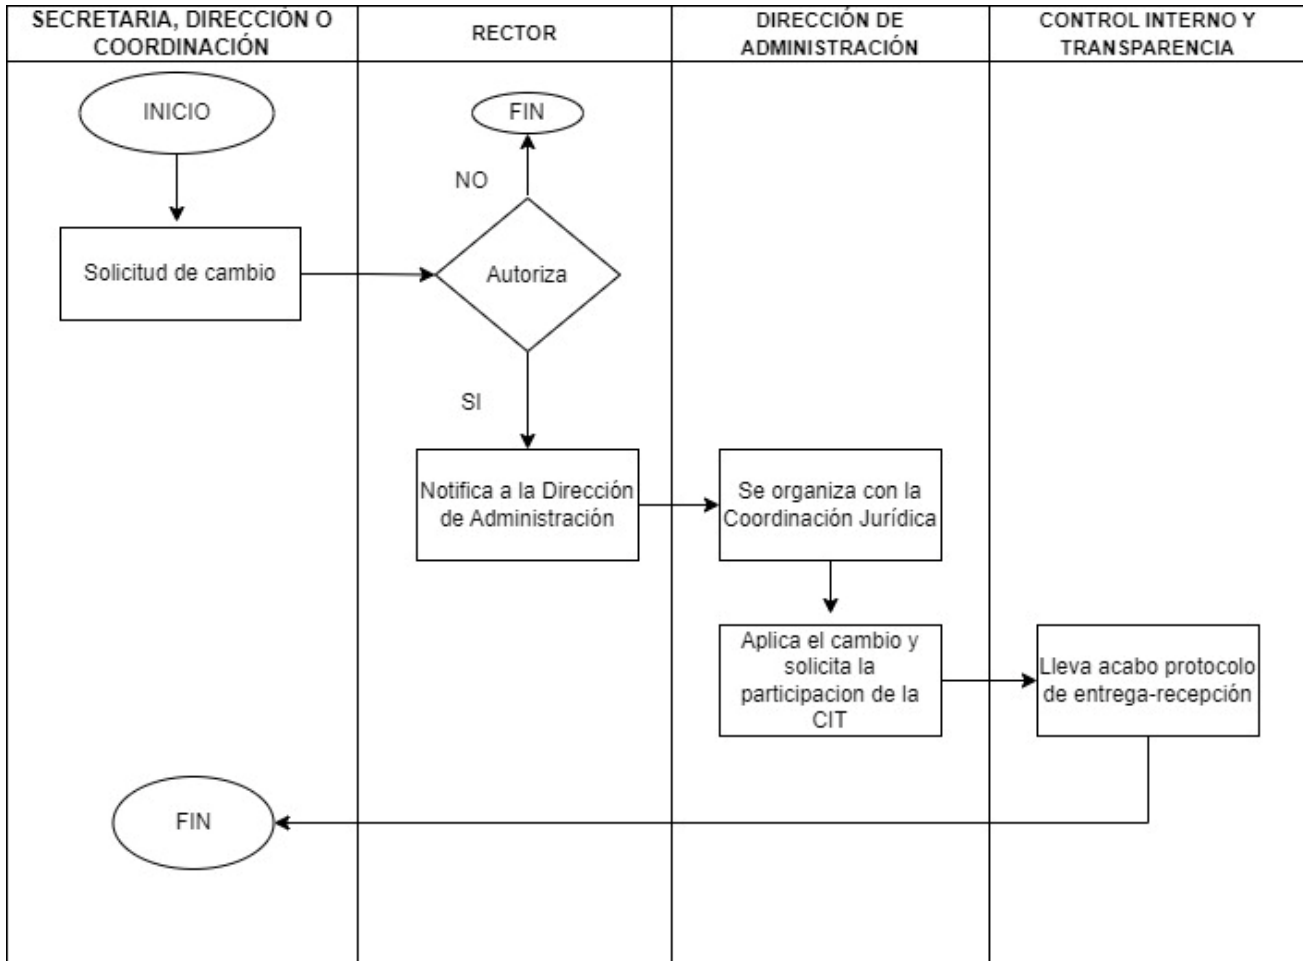 SECRETARIA, DIRECCIÓN O
COORDINACIÓN
RECTOR
DIRECCIÓN DE
ADMINISTRACIÓN
CONTROL INTERNO Y
TRANSPARENCIA
INICIO
FIN
NO
Solicitud de cambio
Autoriza
SI
Notifica a la Dirección
de Administración
Se organiza con la
Coordinación Jurídica
Aplica el cambio y
solicita la
participacion de la
CIT
Lleva acabo protocolo
de entrega-recepción
FIN